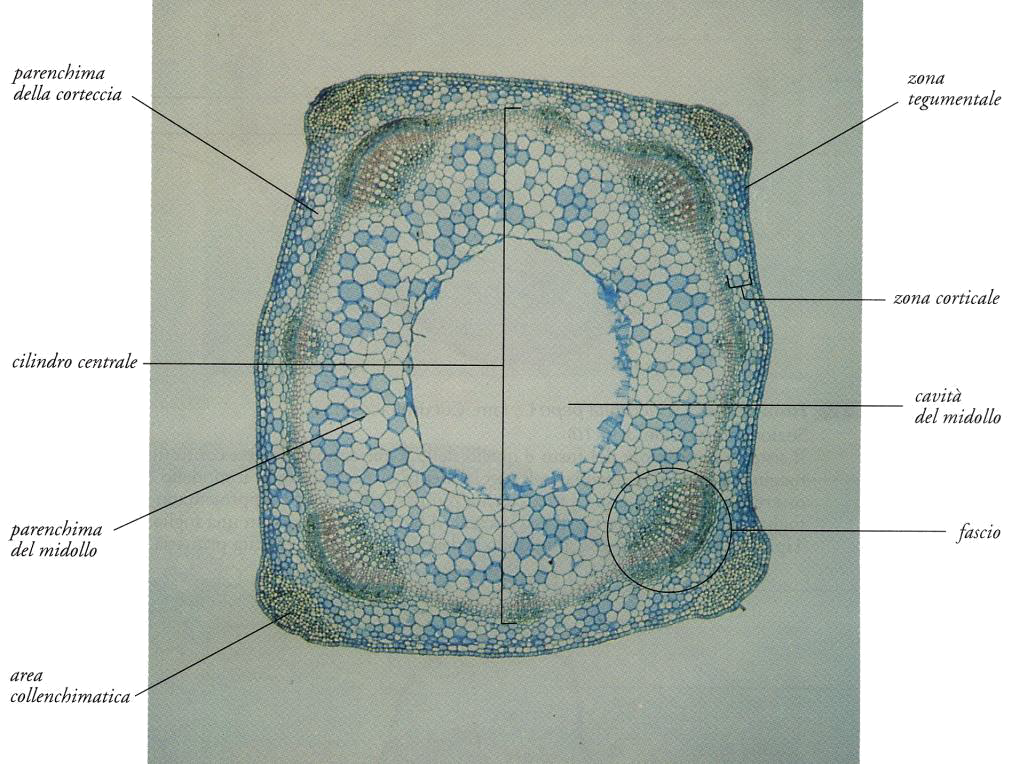 parenchima
della corteccia
zona
tegumentale
zona corticale
cilindro centrale
cavità
del midollo
parenchima
del midollo
fascio
area
collenchimatica